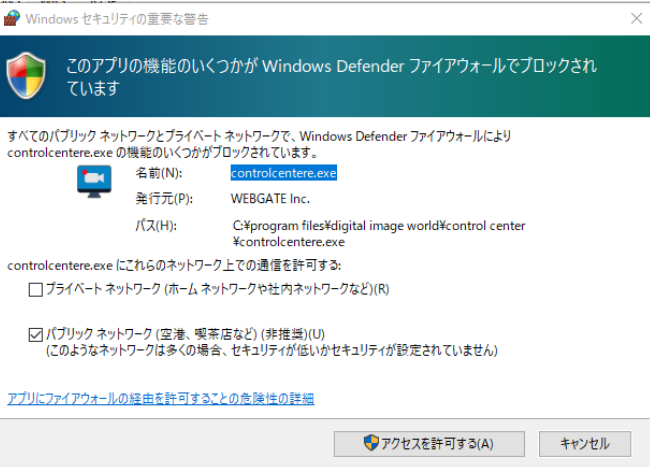 Windows セキュリティの重要な警告
このアプリの機能のいくつかが Windows Defender ファイアウォールでブロックされ
ています
すべてのパブリック ネットワークとプライベート ネットワークで、Windows Defender ファイアウォールにより
controlcentere.exe の機能のいくつかがブロックされています。
名前(N): controlcentere.exe
発行元(P): WEBGATE Inc.
パス(H): C:¥program files¥digital image world¥control center
¥controlcentere.exe
controlcentere.exe にこれらのネットワーク上での通信を許可する:
プライベート ネットワーク (ホーム ネットワークや社内ネットワークなど)(R)
パブリック ネットワーク (空港、喫茶店など) (非推奨)(U)
(このようなネットワークは多くの場合、セキュリティが低いかセキュリティが設定されていません)
アプリにファイアウォールの経由を許可することの危険性の詳細
アクセスを許可する(A) キャンセル